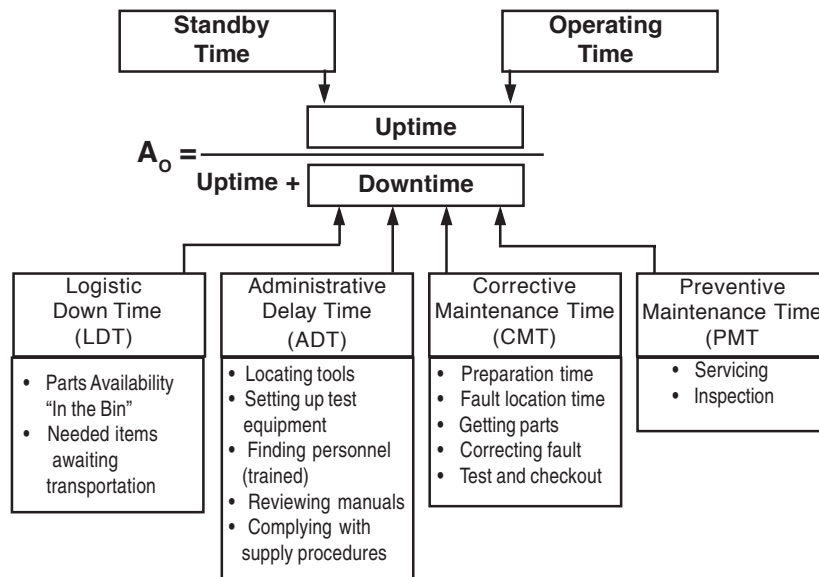 Standby
Time
Operating
Time
Uptime
A_o =
Uptime +
Downtime
Logistic
Down Time
(LDT)
• Parts Availability
“In the Bin”
• Needed items
awaiting
transportation
Administrative
Delay Time
(ADT)
• Locating tools
• Setting up test
equipment
• Finding personnel
(trained)
• Reviewing manuals
• Complying with
supply procedures
Corrective
Maintenance Time
(CMT)
• Preparation time
• Fault location time
• Getting parts
• Correcting fault
• Test and checkout
Preventive
Maintenance Time
(PMT
• Servicing
• Inspection